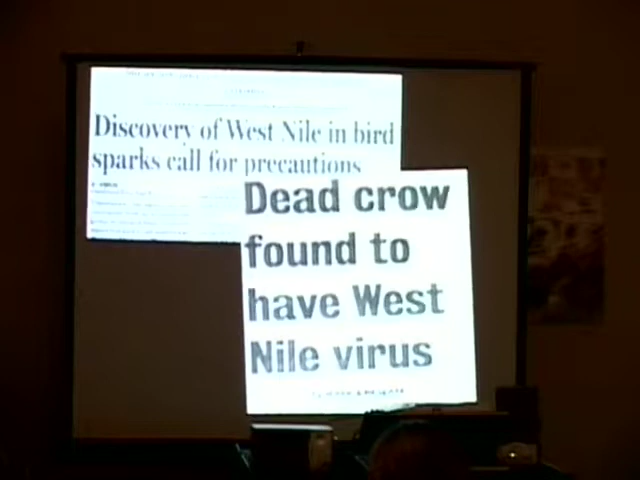 Discovery of West Nile in bird
sparks call for precautions
Dead crow
found to
have West
Nile virus